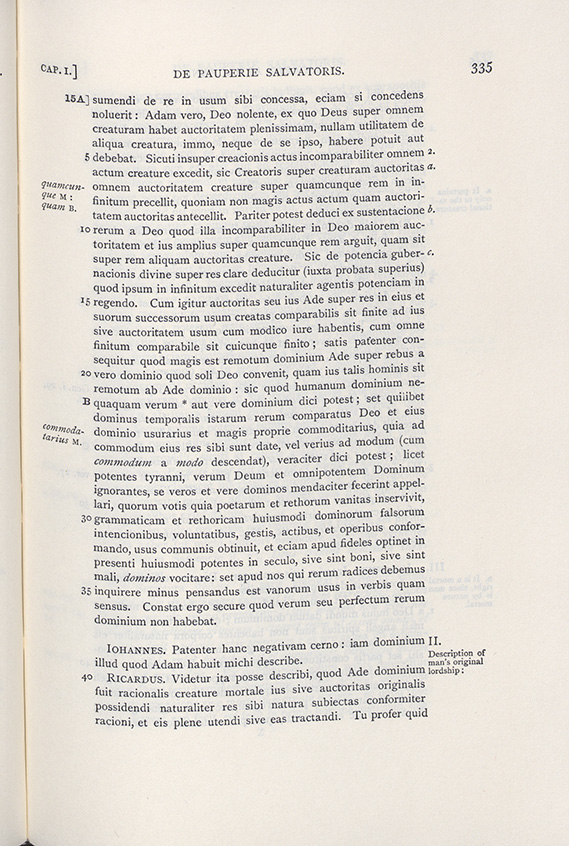 CAP. I.] DE PAUPERIE SALVATORIS. 335
15A] sumendi de re in usum sibi concessa, eciam si concedens
noluerit : Adam vero, Deo nolente, ex quo Deus super omnem
creaturam habet auctoritatem plenissimam, nullam utilitatem de
aliqua creatura, immo, neque de se ipso, habere potuit aut
5 debebat. Sicuti insuper creacionis actus incomparabiliter omnem 2.
actum creature excedit, sic Creatoris super creaturam auctoritas a.
quamcun- omnem auctoritatem creature super quamcunque rem in in-
que M : finitum precellit, quoniam non magis actus actum quam auctori-
quam B. tatem auctoritas antecellit. Pariter potest deduci ex sustentacione b.
10 rerum a Deo quod illa incomparabiliter in Deo maiorem auc-
toritatem et ius amplius super quamcunque rem arguit, quam sit
super rem aliquam auctoritas creature. Sic de potencia guber- c.
nacionis divine super res clare deducitur (iuxta probata superius)
quod ipsum in infinitum excedit naturaliter agentis potenciam in
15 regendo. Cum igitur auctoritas seu ius Ade super res in eius et
suorum successorum usum creatas comparabilis sit finite ad ius
sive auctoritatem usum cum modico iure habentis, cum omne
finitum comparabile sit cuicunque finito ; satis patenter con-
sequitur quod magis est remotum dominium Ade super rebus a
20 vero dominio quod soli Deo convenit, quam ius talis hominis sit
remotum ab Ade dominio : sic quod humanum dominium ne-
B quaquam verum * aut vere dominium dici potest ; set quilibet
dominus temporalis istarum rerum comparatus Deo et eius
commoda- dominio usurarius et magis proprie commoditarius, quia ad
tarius M. commodum eius res sibi sunt date, vel verius ad modum (cum
commodum a modo descendat), veraciter dici potest ; licet
potentes tyranni, verum Deum et omnipotentem Dominum
ignorantes, se veros et vere dominos mendaciter fecerint appel-
lari, quorum votis quia poetarum et rethorum vanitas inservivit,
30 grammaticam et rethoricam huiusmodi dominorum falsorum
intencionibus, voluntatibus, gestis, actibus, et operibus confor-
mando, usus communis obtinuit, et eciam apud fideles optinet in
presenti huiusmodi potentes in seculo, sive sint boni, sive sint
mali, dominos vocitare : set apud nos qui rerum radices debemus
35 inquirere minus pensandus est vanorum usus in verbis quam
sensus. Constat ergo secure quod verum seu perfectum rerum
dominium non habebat.
IOHANNES. Patenter hanc negativam cerno : iam dominium II.
illud quod Adam habuit michi describe. Description of
man's original
lordship :
40 RICARDUS. Videtur ita posse describi, quod Ade dominium
fuit racionalis creature mortale ius sive auctoritas originalis
possidendi naturaliter res sibi natura subiectas conformiter
racioni, et eis plene utendi sive eas tractandi. Tu profer quid